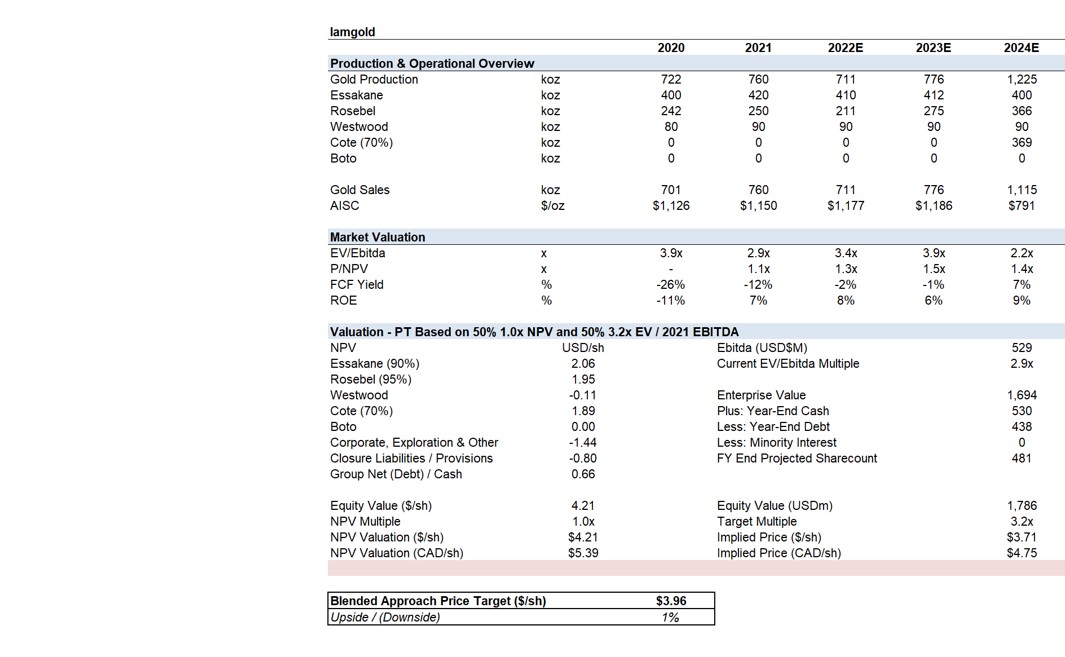 Iamgold
2020 2021 2022E 2023E 2024E
Production & Operational Overview
Gold Production koz 722 760 711 776 1,225
Essakane koz 400 420 410 412 400
Rosebel koz 242 250 211 275 366
Westwood koz 80 90 90 90 90
Cote (70%) koz 0 0 0 0 369
Boto koz 0 0 0 0 0
Gold Sales koz 701 760 711 776 1,115
AISC $/oz $1,126 $1,150 $1,177 $1,186 $791
Market Valuation
EV/Ebitda x 3.9x 2.9x 3.4x 3.9x 2.2x
P/NPV x - 1.1x 1.3x 1.5x 1.4x
FCF Yield % -26% -12% -2% -1% 7%
ROE % -11% 7% 8% 6% 9%
Valuation - PT Based on 50% 1.0x NPV and 50% 3.2x EV / 2021 EBITDA
NPV USD/sh Ebitda (USD$M) 529
Essakane (90%) 2.06 Current EV/Ebitda Multiple 2.9x
Rosebel (95%) 1.95
Westwood -0.11 Enterprise Value 1,694
Cote (70%) 1.89 Plus: Year-End Cash 530
Boto 0.00 Less: Year-End Debt 438
Corporate, Exploration & Other -1.44 Less: Minority Interest 0
Closure Liabilities / Provisions -0.80 FY End Projected Sharecount 481
Group Net (Debt) / Cash 0.66
Equity Value ($/sh) 4.21 Equity Value (USDm) 1,786
NPV Multiple 1.0x Target Multiple 3.2x
NPV Valuation ($/sh) $4.21 Implied Price ($/sh) $3.71
NPV Valuation (CAD/sh) $5.39 Implied Price (CAD/sh) $4.75
Blended Approach Price Target ($/sh) $3.96
Upside / (Downside) 1%